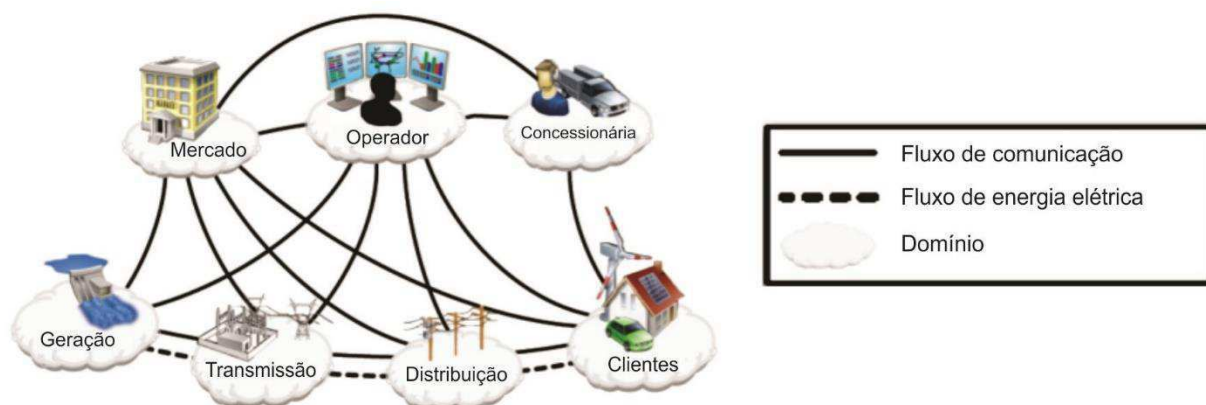 Mercado
Operador
Concessionária
Geração
Transmissão
Distribuição
Clientes
Fluxo de comunicação
Fluxo de energia elétrica
Domínio